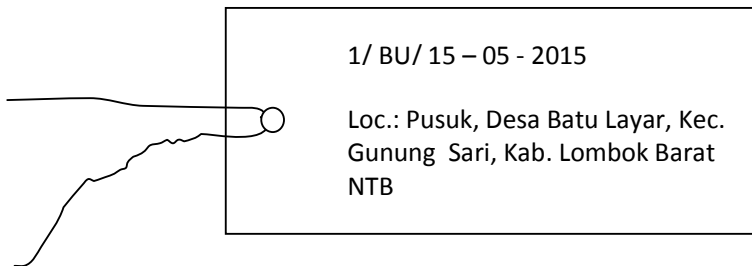 1/ BU/ 15 – 05 - 2015
Loc.: Pusuk, Desa Batu Layar, Kec.
Gunung Sari, Kab. Lombok Barat
NTB